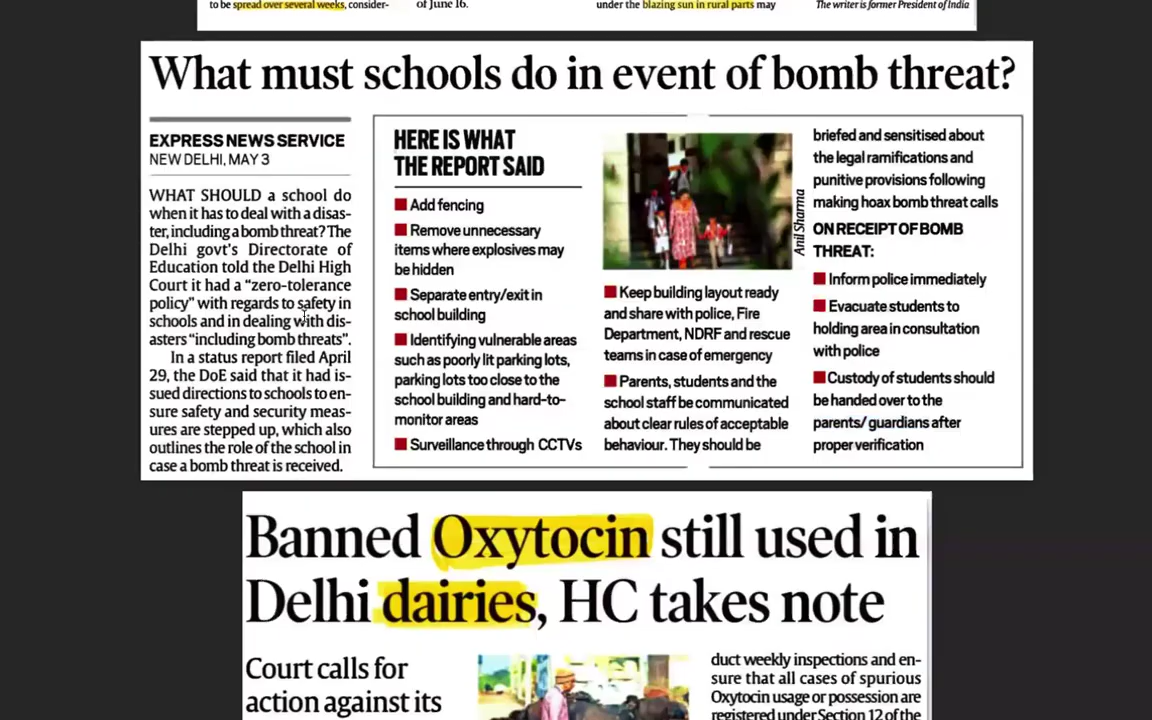 to be spread over several weeks, consider-
of June 16.
under the blazing sun in rural parts may
The writer is former President of India
What must schools do in event of bomb threat?
EXPRESS NEWS SERVICE
NEW DELHI, MAY 3
WHAT SHOULD a school do
when it has to deal with a disas-
ter, including a bomb threat? The
Delhi govt's Directorate of
Education told the Delhi High
Court it had a “zero-tolerance
policy” with regards to safety in
schools and in dealing with dis-
asters “including bomb threats”.
In a status report filed April
29, the DoE said that it had is-
sued directions to schools to en-
sure safety and security meas-
ures are stepped up, which also
outlines the role of the school in
case a bomb threat is received.
HERE IS WHAT
THE REPORT SAID
Add fencing
Remove unnecessary
items where explosives may
be hidden
Separate entry/exit in
school building
Identifying vulnerable areas
such as poorly lit parking lots,
parking lots too close to the
school building and hard-to-
monitor areas
Surveillance through CCTVs
Anil Sharma
Keep building layout ready
and share with police, Fire
Department, NDRF and rescue
teams in case of emergency
Parents, students and the
school staff be communicated
about clear rules of acceptable
behaviour. They should be
briefed and sensitised about
the legal ramifications and
punitive provisions following
making hoax bomb threat calls
ON RECEIPT OF BOMB
THREAT:
Inform police immediately
Evacuate students to
holding area in consultation
with police
Custody of students should
be handed over to the
parents/ guardians after
proper verification
Banned Oxytocin still used in
Delhi dairies, HC takes note
Court calls for
action against its
duct weekly inspections and en-
sure that all cases of spurious
Oxytocin usage or possession are
registered under Section 12 of the